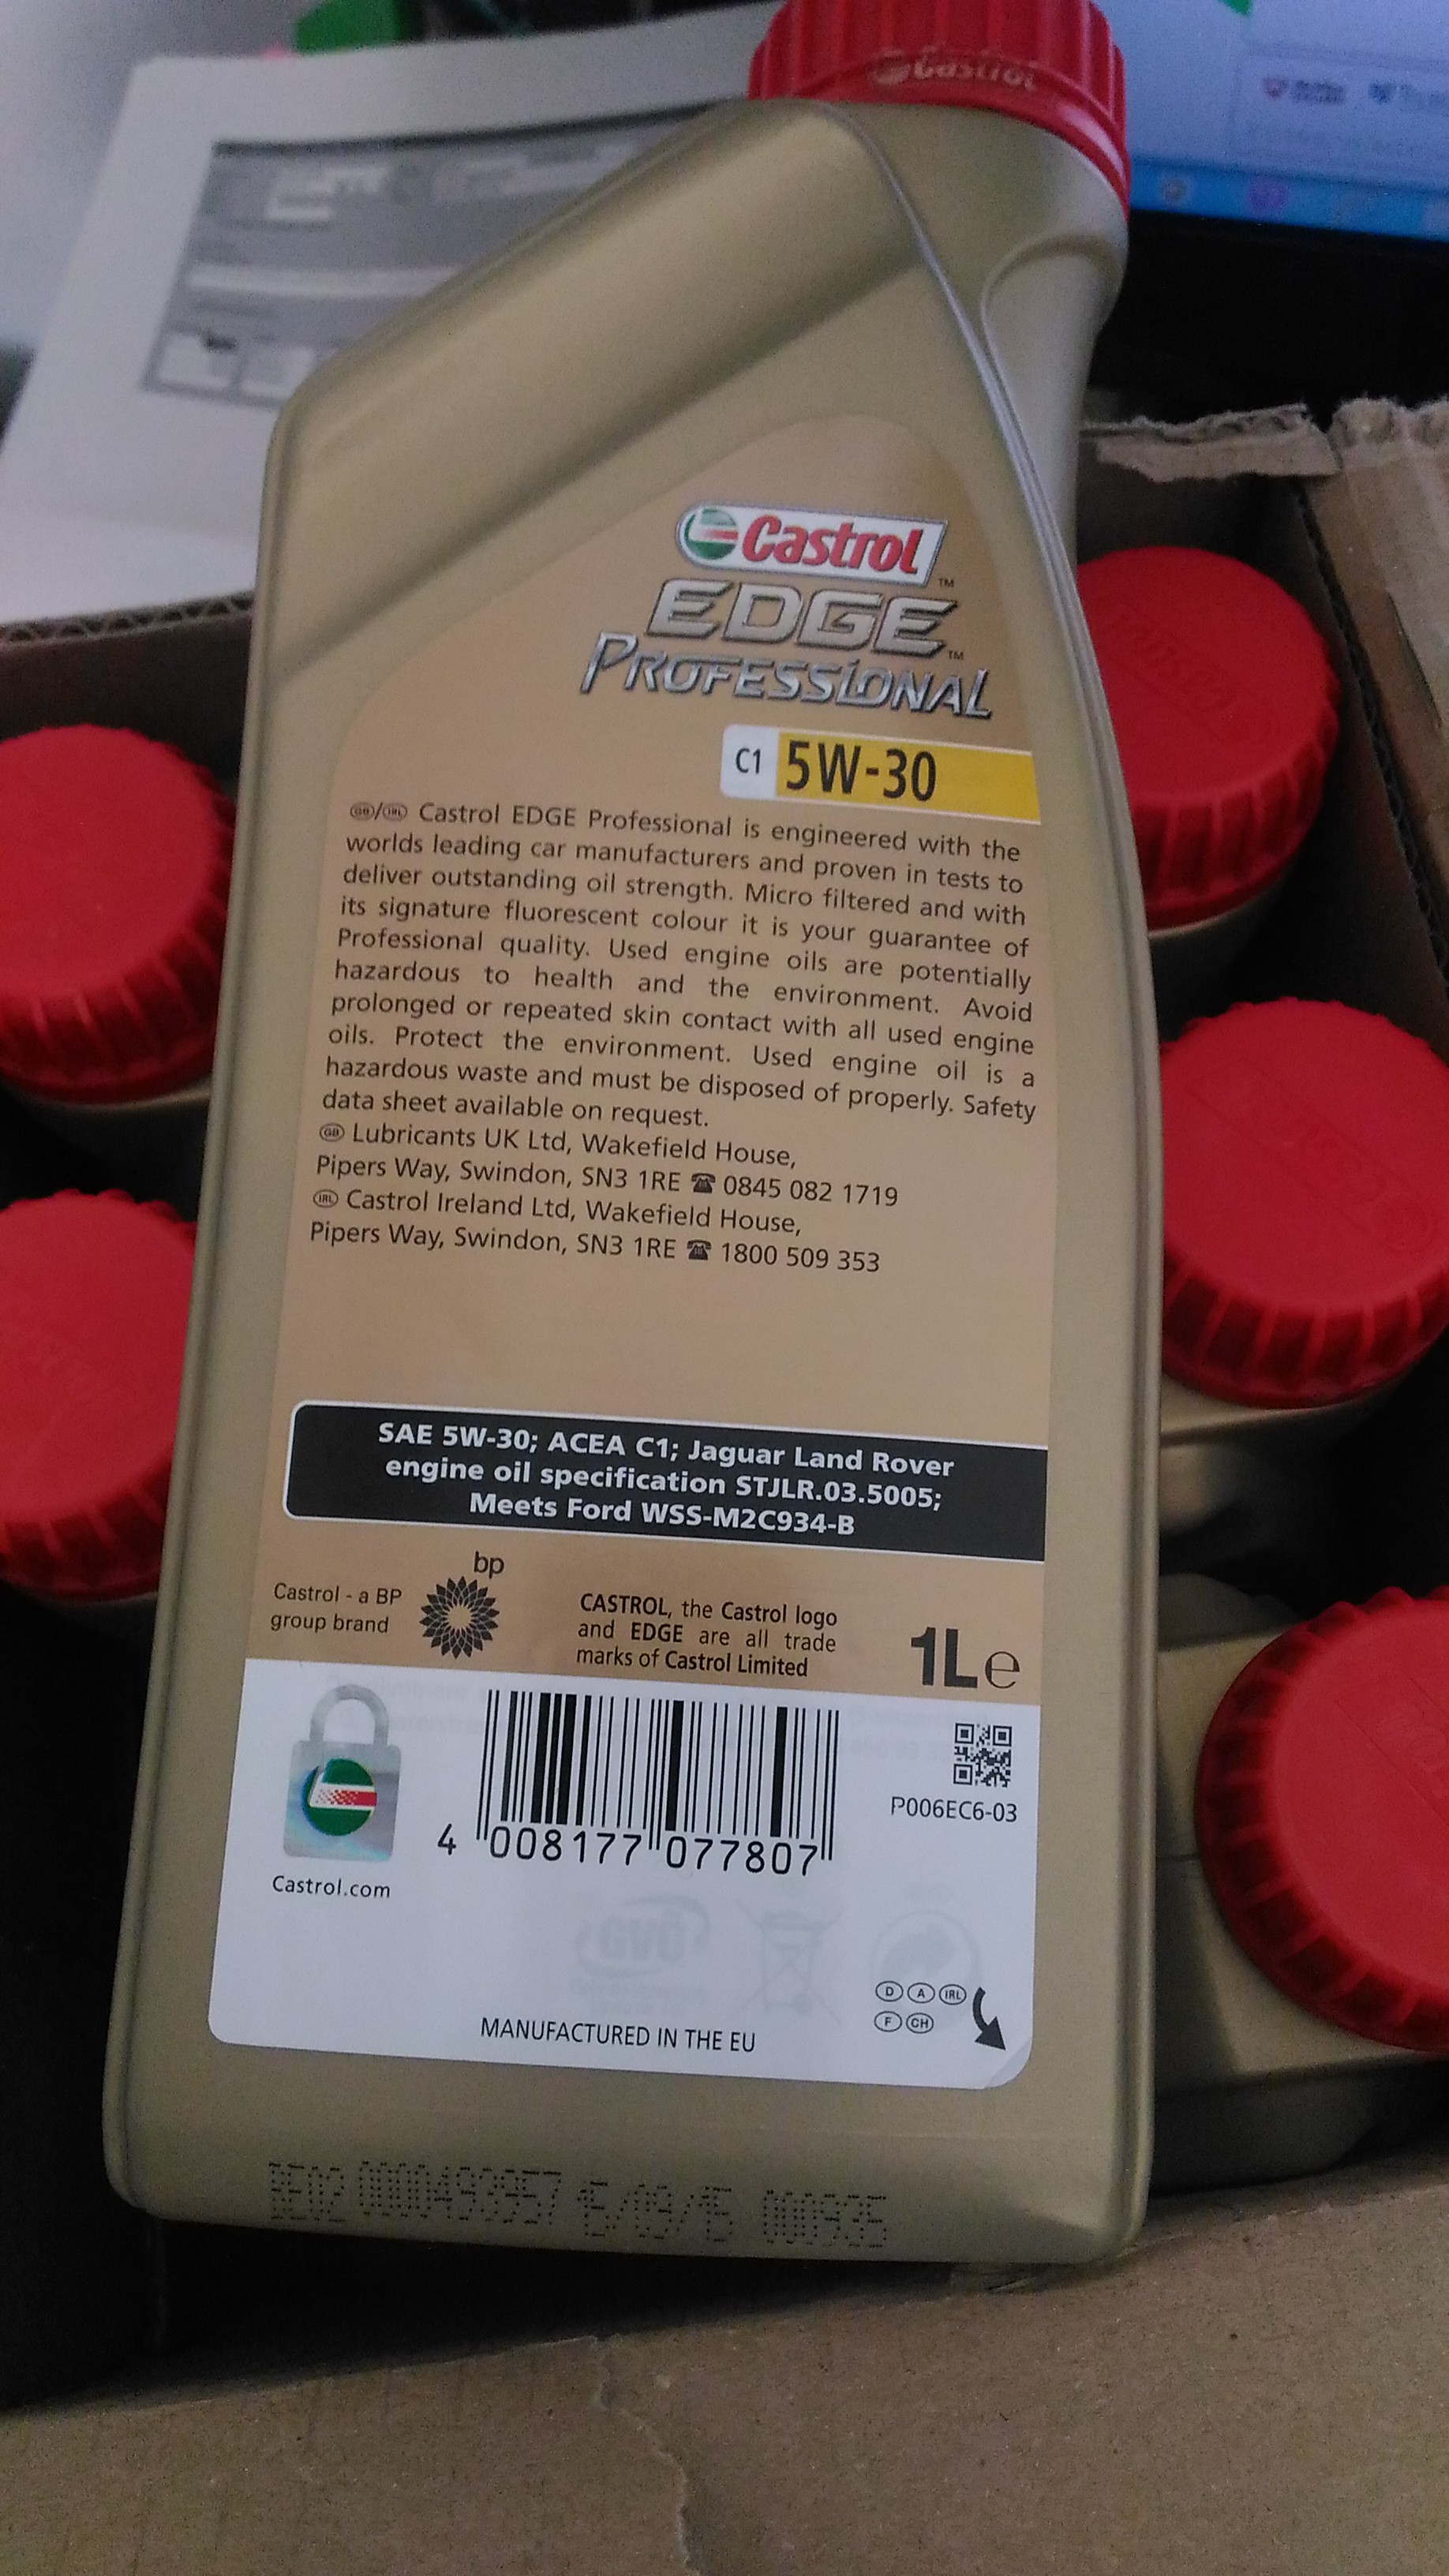 Castrol
Castrol
EDGE
PROFESSIONAL
C1 5W-30
GB/IRL Castrol EDGE Professional is engineered with the
worlds leading car manufacturers and proven in tests to
deliver outstanding oil strength. Micro filtered and with
its signature fluorescent colour it is your guarantee of
Professional quality. Used engine oils are potentially
hazardous to health and the environment. Avoid
prolonged or repeated skin contact with all used engine
oils. Protect the environment. Used engine oil is a
hazardous waste and must be disposed of properly. Safety
data sheet available on request.
GB Lubricants UK Ltd, Wakefield House,
Pipers Way, Swindon, SN3 1RE ☎ 0845 082 1719
IRL Castrol Ireland Ltd, Wakefield House,
Pipers Way, Swindon, SN3 1RE ☎ 1800 509 353
SAE 5W-30; ACEA C1; Jaguar Land Rover
engine oil specification STJLR.03.5005;
Meets Ford WSS-M2C934-B
bp
Castrol - a BP
group brand
CASTROL, the Castrol logo
and EDGE are all trade
marks of Castrol Limited
1L e
P006EC6-03
4 008177 077807
Castrol.com
D A IRL
F CH
MANUFACTURED IN THE EU
BE02 0000493957 15/09/15 000935